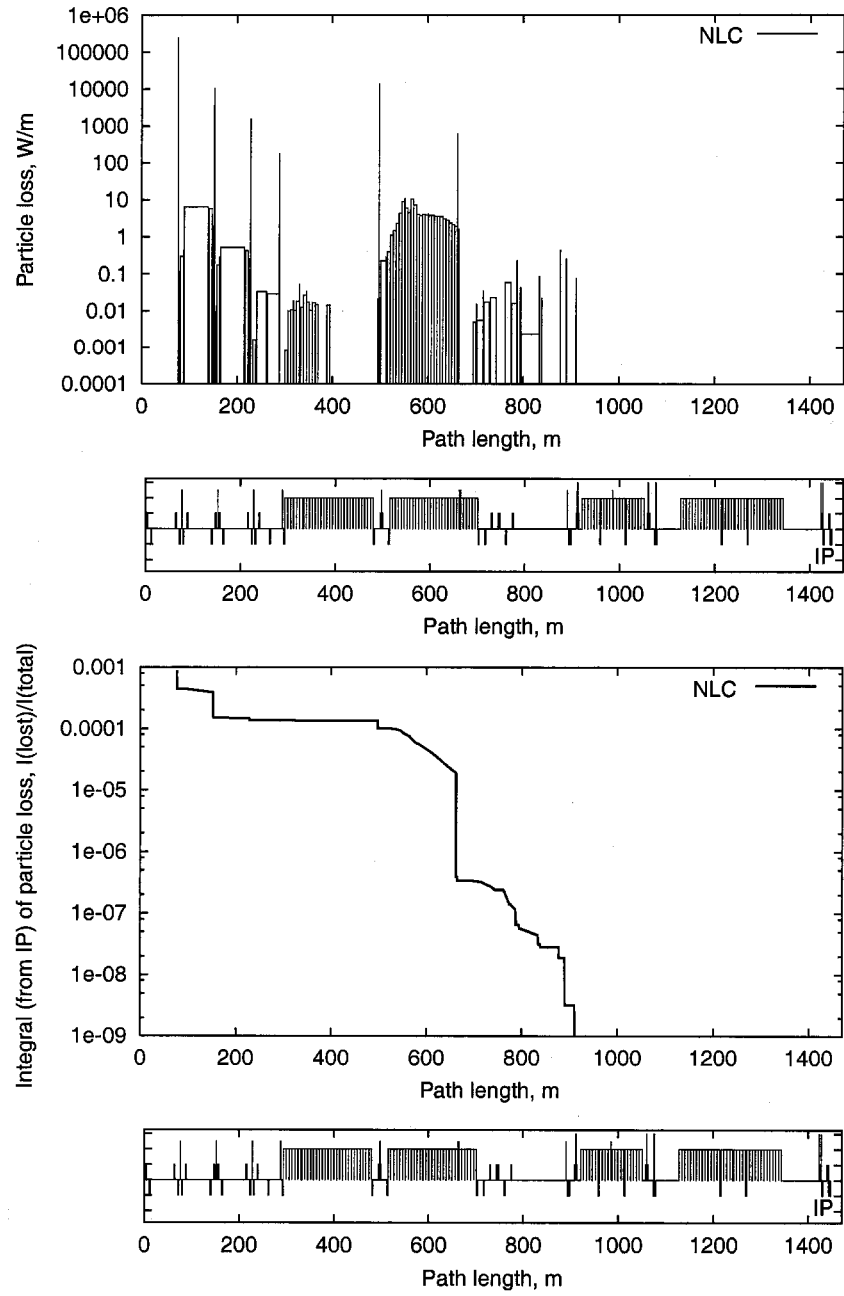 1e+06
100000
10000
1000
100
10
1
0.1
0.01
0.001
0.0001
Particle loss, W/m
NLC
0 200 400 600 800 1000 1200 1400
Path length, m
IP
0 200 400 600 800 1000 1200 1400
Path length, m
0.001
0.0001
1e-05
1e-06
1e-07
1e-08
1e-09
Integral (from IP) of particle loss, I(lost)/I(total)
NLC
0 200 400 600 800 1000 1200 1400
Path length, m
IP
0 200 400 600 800 1000 1200 1400
Path length, m